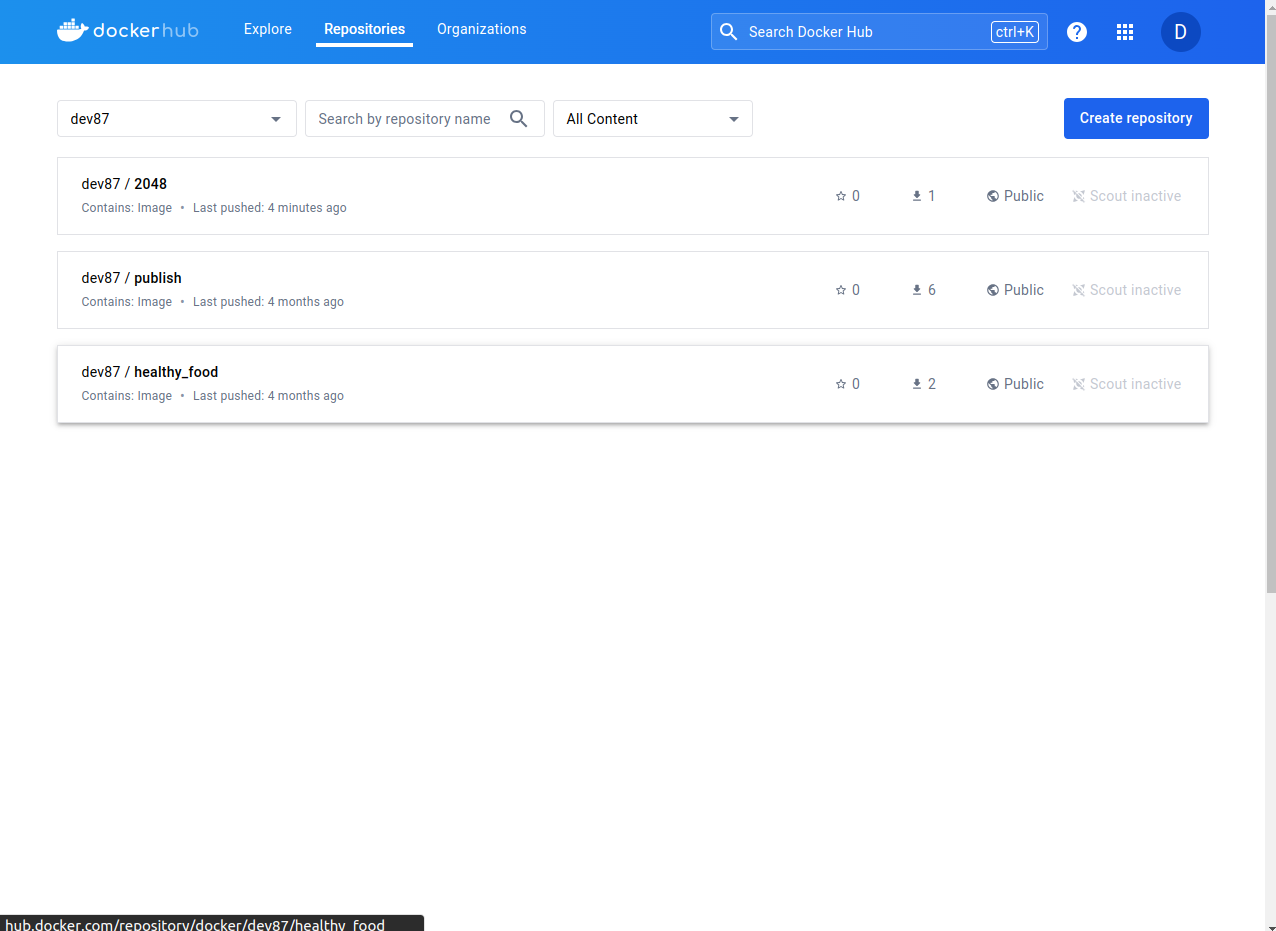 dockerhub Explore Repositories Organizations Search Docker Hub ctrl+K ? D
dev87 Search by repository name All Content Create repository
dev87 / 2048
Contains: Image • Last pushed: 4 minutes ago
0 1 Public Scout inactive
dev87 / publish
Contains: Image • Last pushed: 4 months ago
0 6 Public Scout inactive
dev87 / healthy_food
Contains: Image • Last pushed: 4 months ago
0 2 Public Scout inactive
hub.docker.com/repository/docker/dev87/healthy_food